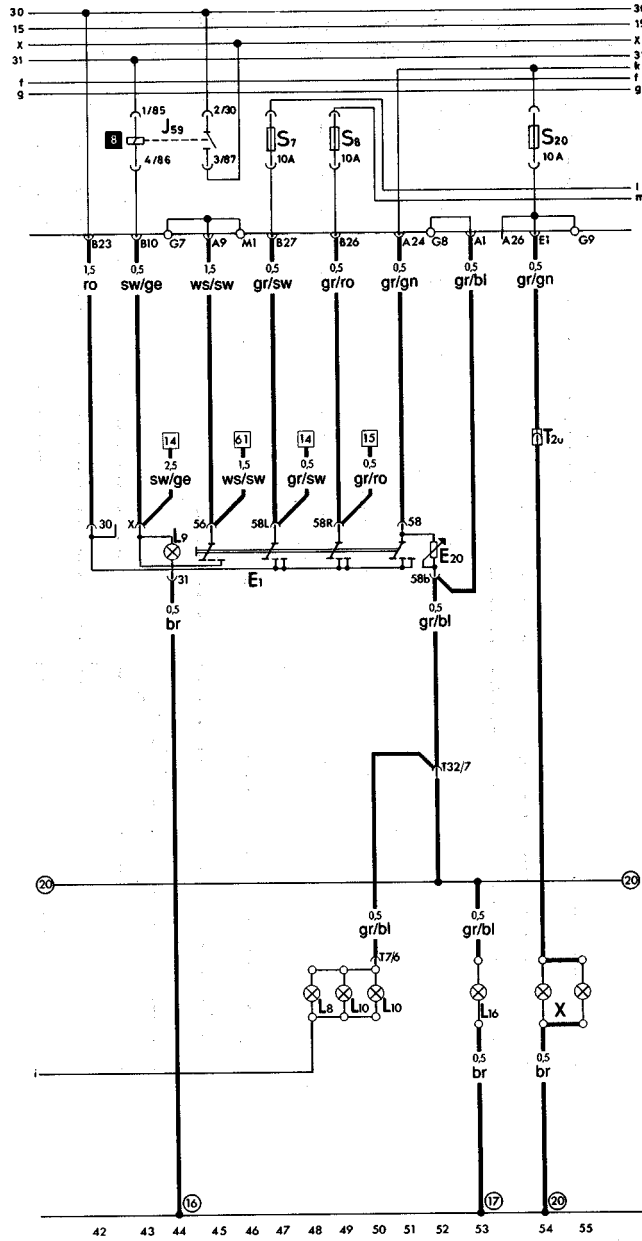 30 30
15 15
X X
31 3
k
f f
g g
1/85 J59 2/30
8 S7 S8 S20
4/86 3/87 10A 10A 10A
l
m
B23 B10 G7 A9 M1 B27 B26 A24 G8 A1 A26 E1 G9
1,5 0,5 1,5 0,5 0,5 0,5 0,5 0,5
ro sw/ge ws/sw gr/sw gr/ro gr/gn gr/bl gr/gn
14 61 14 15
2,5 1,5 0,5 0,5
sw/ge ws/sw gr/sw gr/ro
30 X L9 56 58L 58R 58
E20
31 E1 58b
0,5 0,5
br gr/bl
T32/7
20 20
0,5 0,5
gr/bl gr/bl
T7/6
L8 L10 L10 L16 X
0,5 0,5
br br
i
16 17 20
42 43 44 45 46 47 48 49 50 51 52 53 54 55